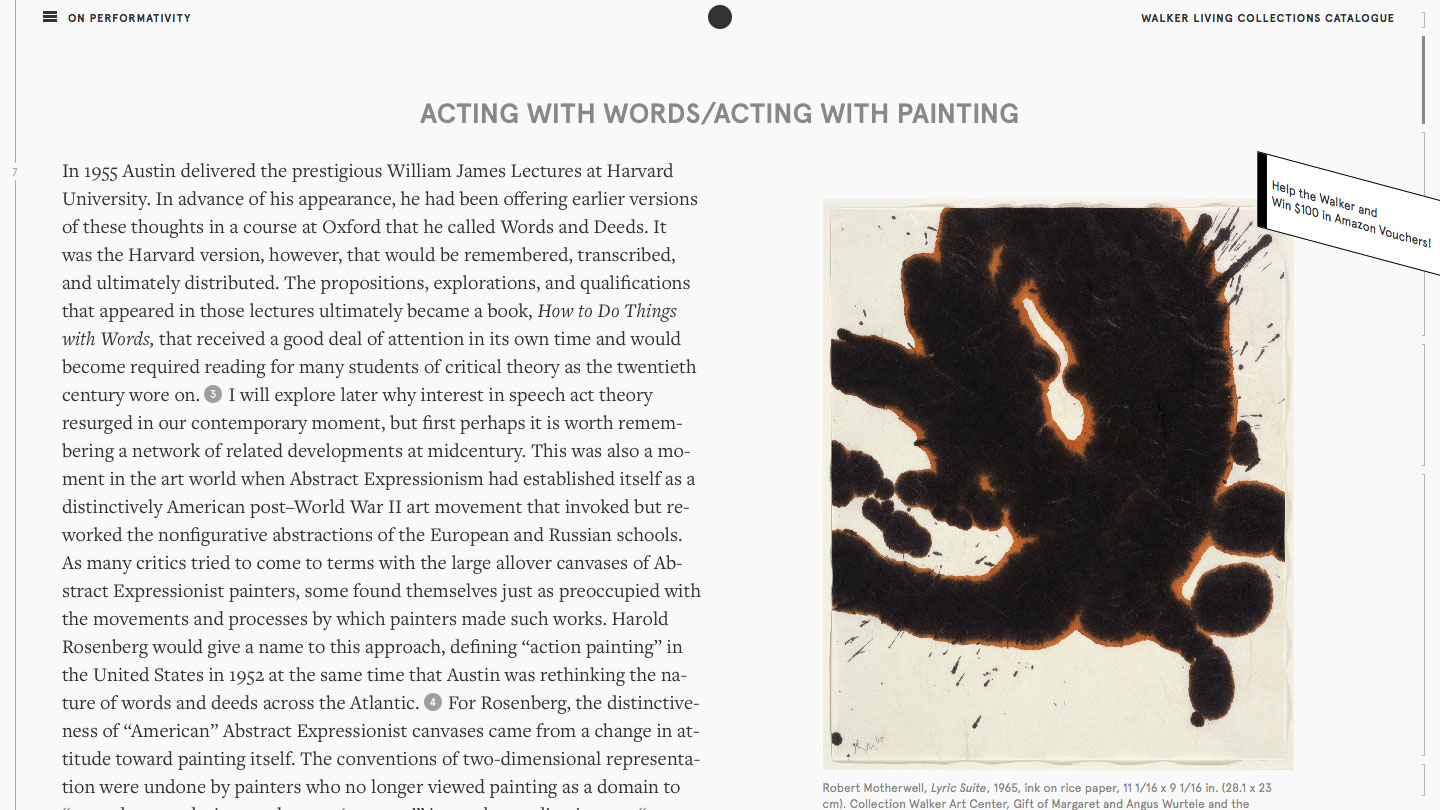 ON PERFORMATIVITY
WALKER LIVING COLLECTIONS CATALOGUE
ACTING WITH WORDS/ACTING WITH PAINTING
7
In 1955 Austin delivered the prestigious William James Lectures at Harvard
University. In advance of his appearance, he had been offering earlier versions
of these thoughts in a course at Oxford that he called Words and Deeds. It
was the Harvard version, however, that would be remembered, transcribed,
and ultimately distributed. The propositions, explorations, and qualifications
that appeared in those lectures ultimately became a book, How to Do Things
with Words, that received a good deal of attention in its own time and would
become required reading for many students of critical theory as the twentieth
century wore on. 3 I will explore later why interest in speech act theory
resurged in our contemporary moment, but first perhaps it is worth remem-
bering a network of related developments at midcentury. This was also a mo-
ment in the art world when Abstract Expressionism had established itself as a
distinctively American post–World War II art movement that invoked but re-
worked the nonfigurative abstractions of the European and Russian schools.
As many critics tried to come to terms with the large allover canvases of Ab-
stract Expressionist painters, some found themselves just as preoccupied with
the movements and processes by which painters made such works. Harold
Rosenberg would give a name to this approach, defining “action painting” in
the United States in 1952 at the same time that Austin was rethinking the na-
ture of words and deeds across the Atlantic. 4 For Rosenberg, the distinctive-
ness of “American” Abstract Expressionist canvases came from a change in at-
titude toward painting itself. The conventions of two-dimensional representa-
tion were undone by painters who no longer viewed painting as a domain to
Help the Walker and
Win $100 in Amazon Vouchers!
Robert Motherwell, Lyric Suite, 1965, ink on rice paper, 11 1/16 x 9 1/16 in. (28.1 x 23
cm). Collection Walker Art Center, Gift of Margaret and Angus Wurtele and the